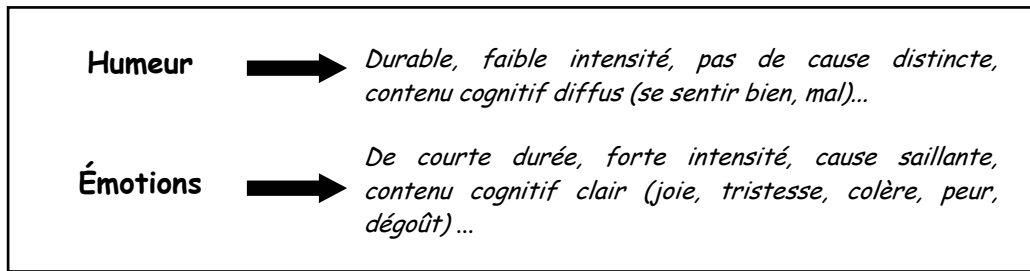 Humeur
Durable, faible intensité, pas de cause distincte,
contenu cognitif diffus (se sentir bien, mal)...
Émotions
De courte durée, forte intensité, cause saillante,
contenu cognitif clair (joie, tristesse, colère, peur,
dégoût) ...